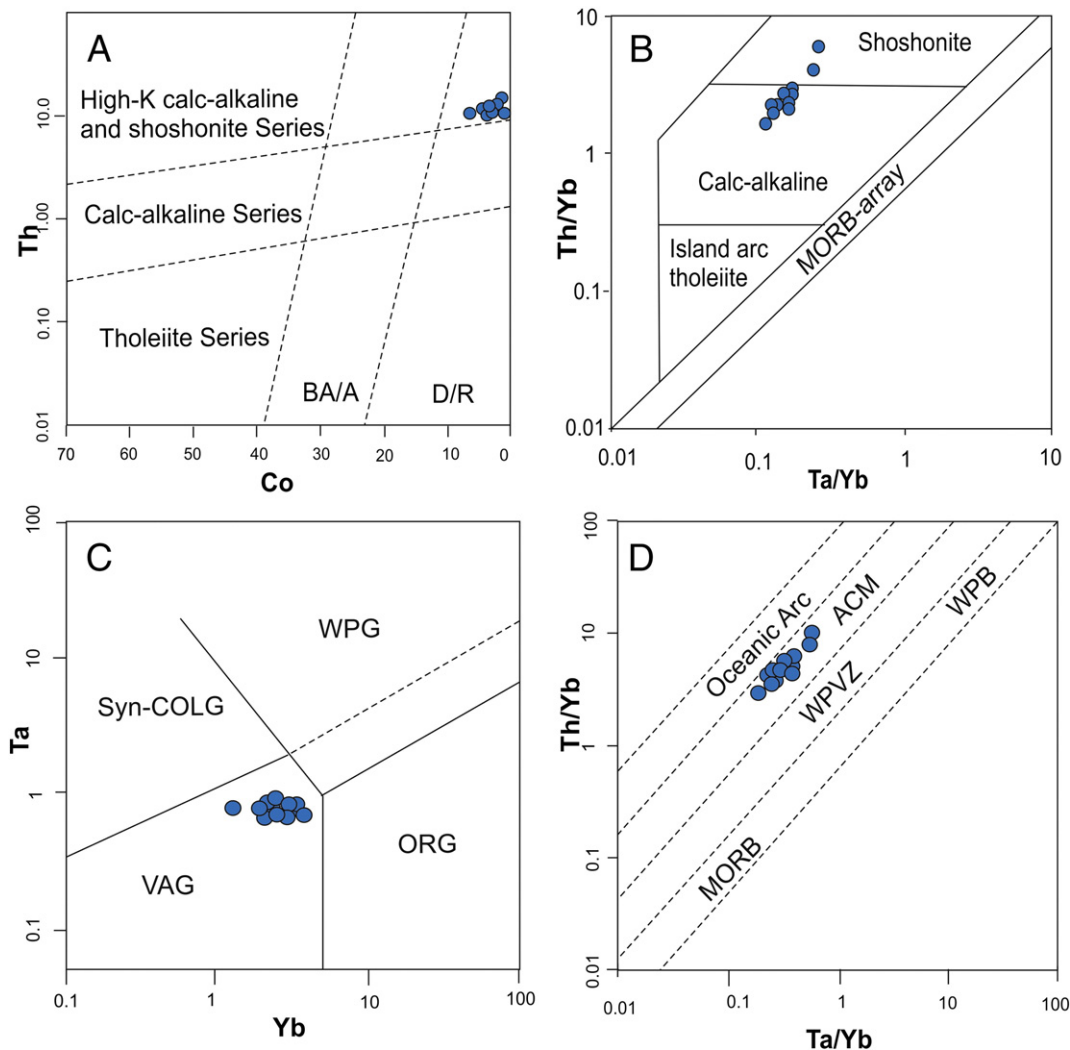 A
High-K calc-alkaline
and shoshonite Series
Calc-alkaline Series
Tholeiite Series
BA/A
D/R
Th
10.0
1.00
0.10
0.01
70
60
50
40
30
20
10
0
Co
B
Shoshonite
Calc-alkaline
Island arc
tholeiite
MORB-array
Th/Yb
10
1
0.1
0.01
0.01
0.1
1
10
Ta/Yb
C
WPG
Syn-COLG
ORG
VAG
Ta
100
10
1
0.1
0.1
1
10
100
Yb
D
Oceanic Arc
ACM
WPB
WPVZ
MORB
Th/Yb
100
10
1
0.1
0.01
0.01
0.1
1
10
100
Ta/Yb